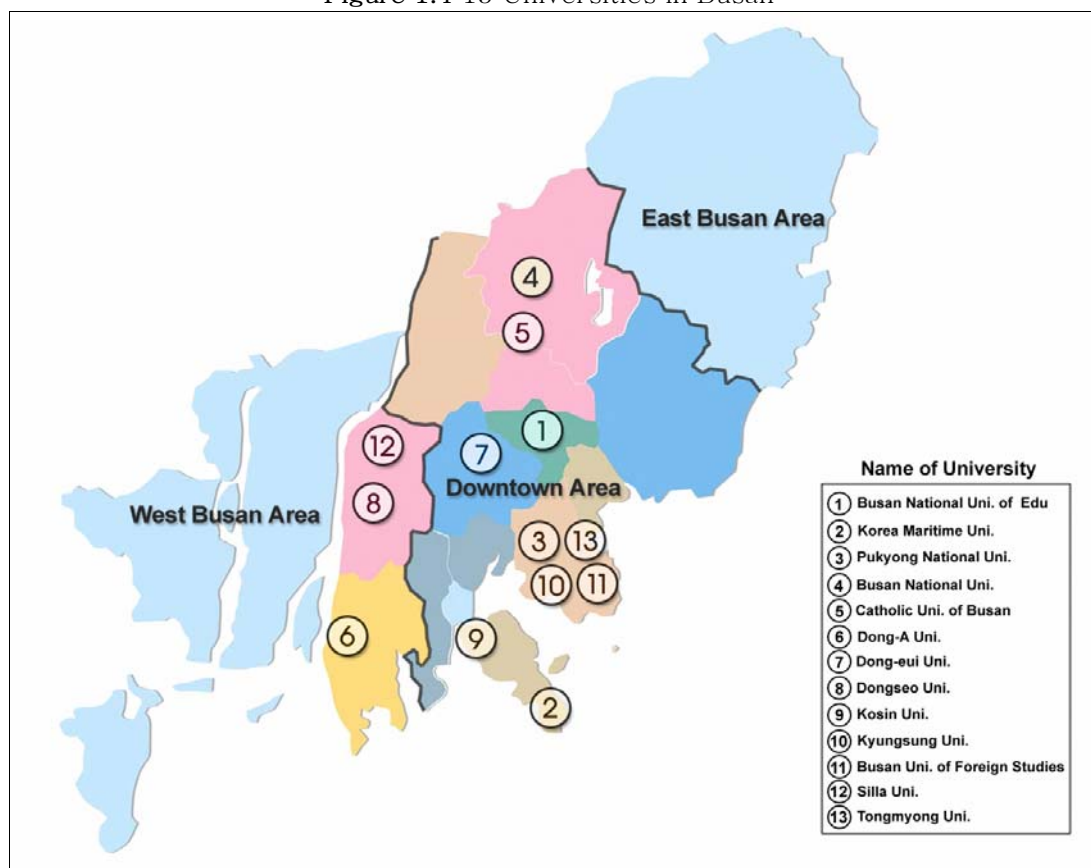 Figure 1.4 13 Universities in Busan
East Busan Area
4
5
12
1
7
8
Downtown Area
West Busan Area
3
13
10
11
6
9
2
Name of University
1 Busan National Uni. of Edu
2 Korea Maritime Uni.
3 Pukyong National Uni.
4 Busan National Uni.
5 Catholic Uni. of Busan
6 Dong-A Uni.
7 Dong-eui Uni.
8 Dongseo Uni.
9 Kosin Uni.
10 Kyungsung Uni.
11 Busan Uni. of Foreign Studies
12 Silla Uni.
13 Tongmyong Uni.